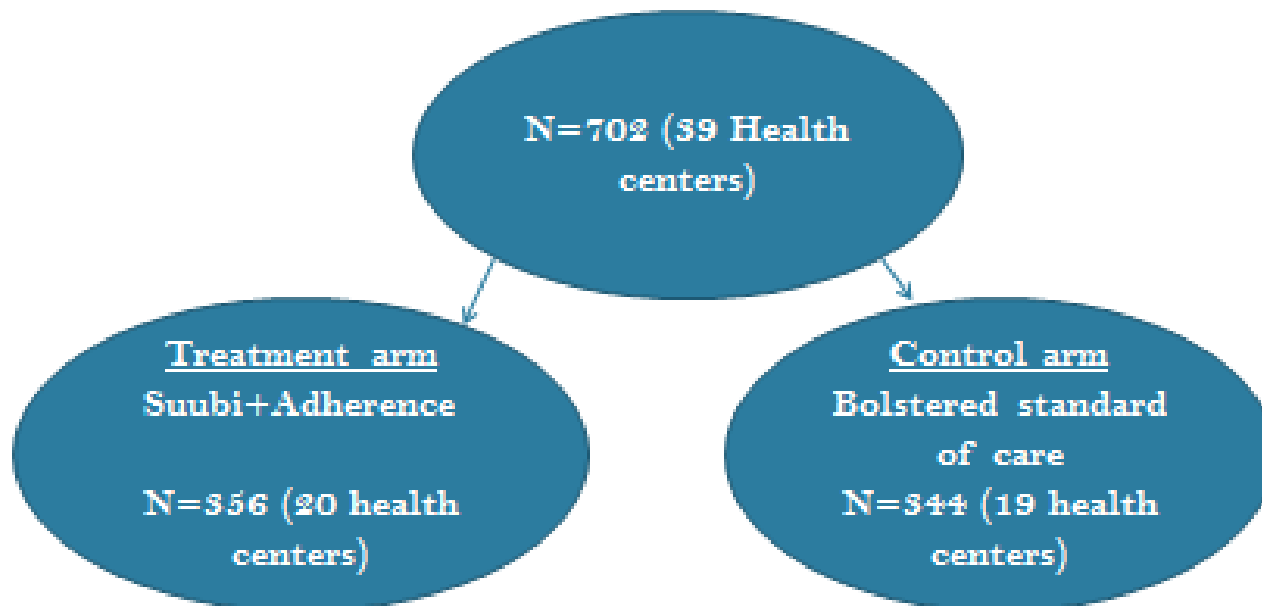 N=702 (39 Health
centers)
Treatment arm
Suubi+Adherence
N=356 (20 health
centers)
Control arm
Bolstered standard
of care
N=344 (19 health
centers)